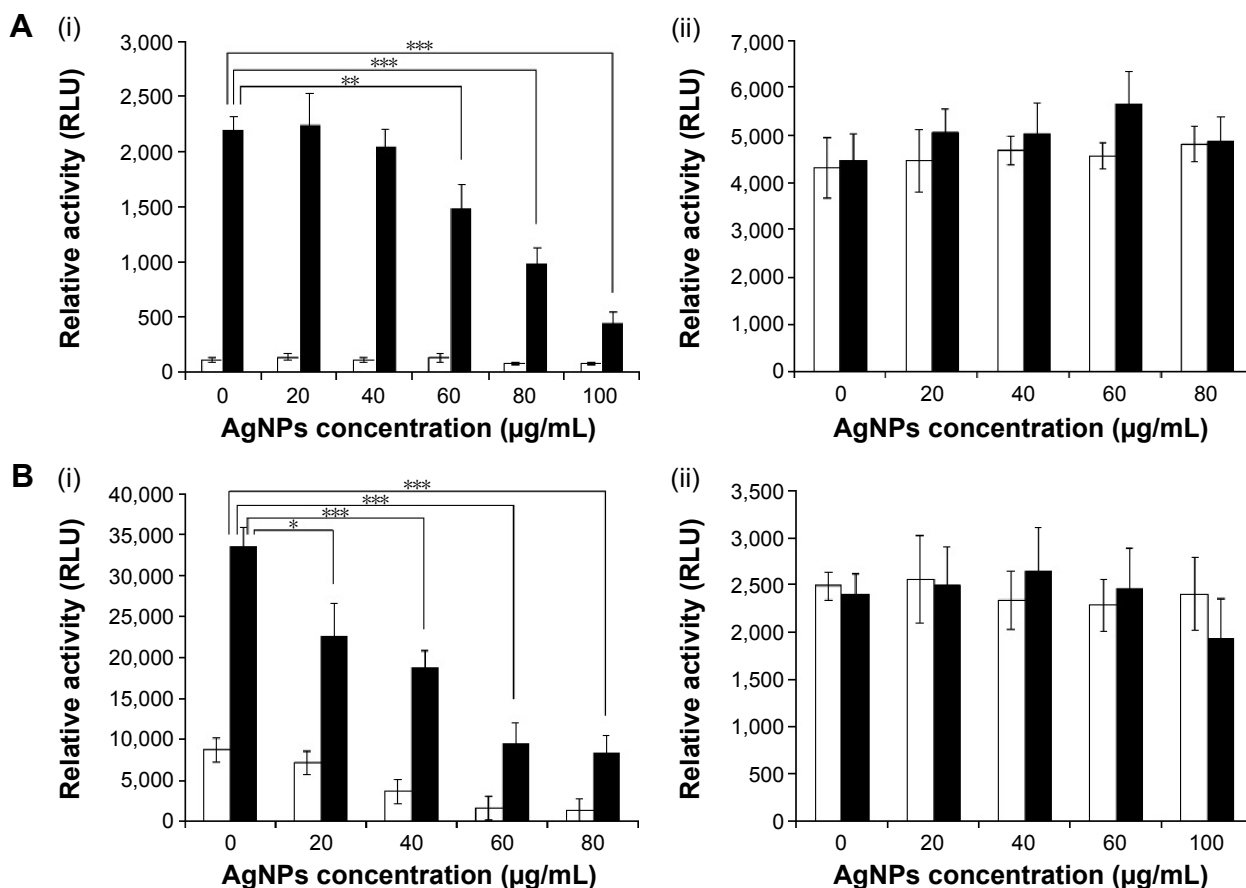 A (i)
3,000
2,500
2,000
1,500
1,000
500
0
Relative activity (RLU)
***
***
**
0 20 40 60 80 100
AgNPs concentration (µg/mL)
(ii)
7,000
6,000
5,000
4,000
3,000
2,000
1,000
0
Relative activity (RLU)
0 20 40 60 80
AgNPs concentration (µg/mL)
B (i)
40,000
35,000
30,000
25,000
20,000
15,000
10,000
5,000
0
Relative activity (RLU)
***
***
***
*
0 20 40 60 80
AgNPs concentration (µg/mL)
(ii)
3,500
3,000
2,500
2,000
1,500
1,000
500
0
Relative activity (RLU)
0 20 40 60 100
AgNPs concentration (µg/mL)